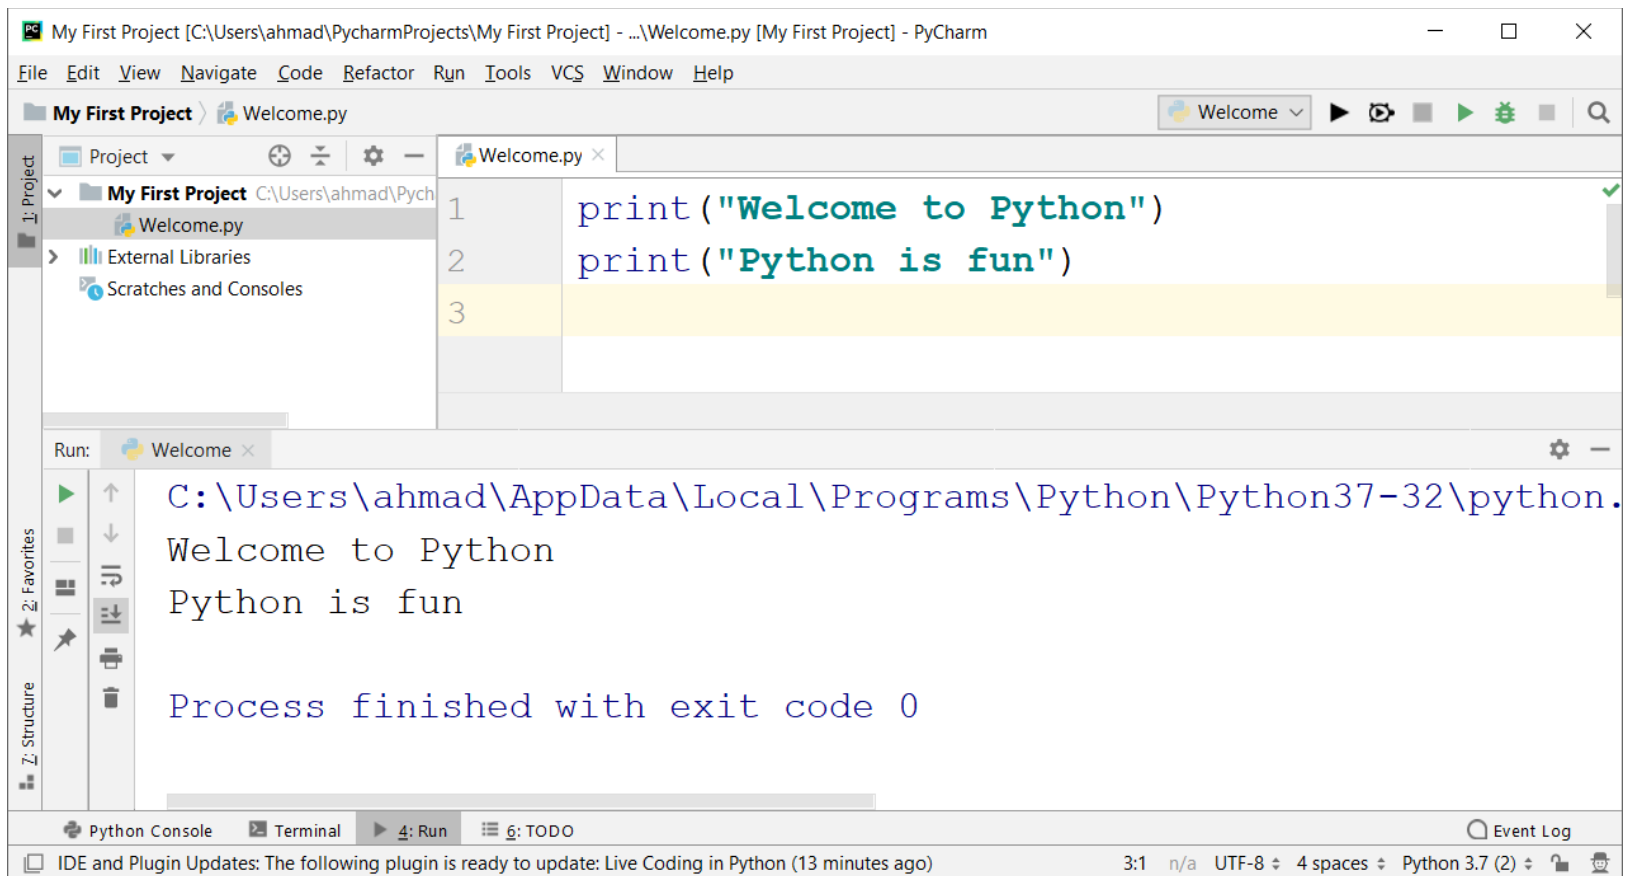 My First Project [C:\Users\ahmad\PycharmProjects\My First Project] - ...\Welcome.py [My First Project] - PyCharm
File Edit View Navigate Code Refactor Run Tools VCS Window Help
My First Project Welcome.py Welcome
1: Project
Project
My First Project C:\Users\ahmad\Pych
Welcome.py
External Libraries
Scratches and Consoles
Welcome.py
1 print("Welcome to Python")
2 print("Python is fun")
3
Run: Welcome
C:\Users\ahmad\AppData\Local\Programs\Python\Python37-32\python.
Welcome to Python
Python is fun
Process finished with exit code 0
2: Favorites
7: Structure
Python Console Terminal 4: Run 6: TODO Event Log
IDE and Plugin Updates: The following plugin is ready to update: Live Coding in Python (13 minutes ago) 3:1 n/a UTF-8 4 spaces Python 3.7 (2)